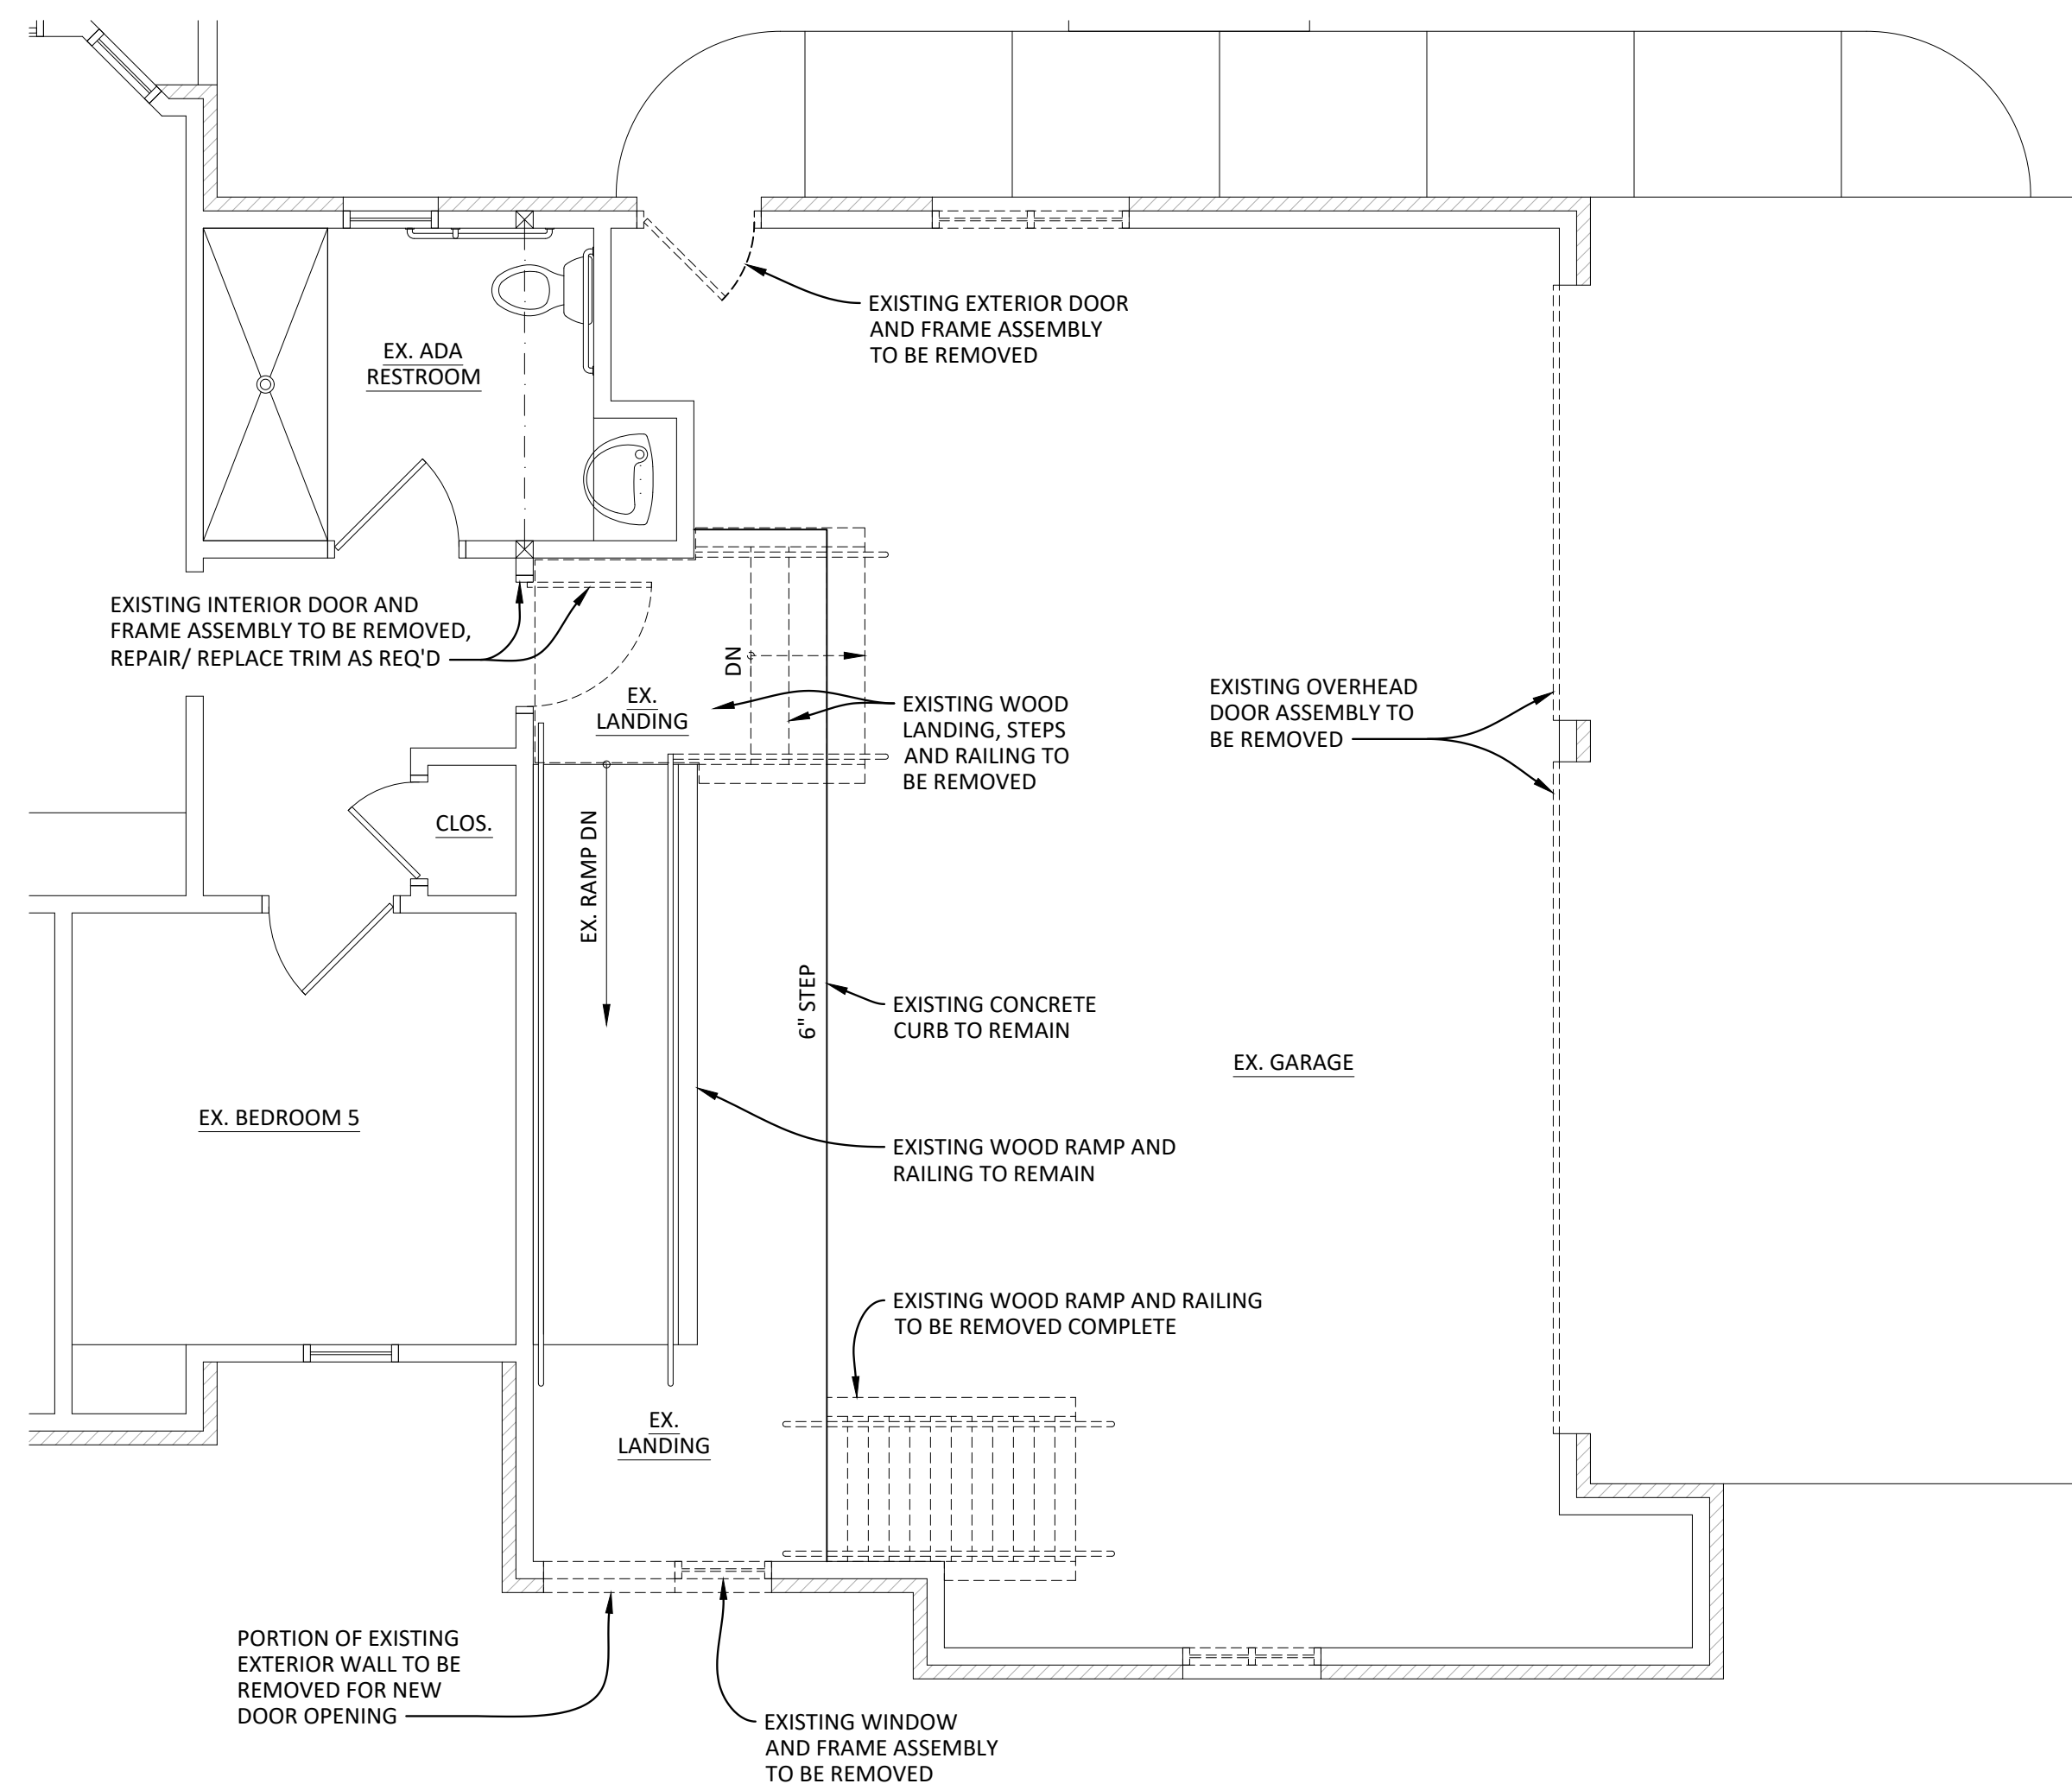 EXISTING EXTERIOR DOOR
AND FRAME ASSEMBLY
TO BE REMOVED
EX. ADA
RESTROOM
EXISTING INTERIOR DOOR AND
FRAME ASSEMBLY TO BE REMOVED,
REPAIR/ REPLACE TRIM AS REQ'D
DN
EX.
LANDING
EXISTING WOOD
LANDING, STEPS
AND RAILING TO
BE REMOVED
EXISTING OVERHEAD
DOOR ASSEMBLY TO
BE REMOVED
CLOS.
EX. RAMP DN
6" STEP
EXISTING CONCRETE
CURB TO REMAIN
EX. GARAGE
EX. BEDROOM 5
EXISTING WOOD RAMP AND
RAILING TO REMAIN
EXISTING WOOD RAMP AND RAILING
TO BE REMOVED COMPLETE
EX.
LANDING
PORTION OF EXISTING
EXTERIOR WALL TO BE
REMOVED FOR NEW
DOOR OPENING
EXISTING WINDOW
AND FRAME ASSEMBLY
TO BE REMOVED